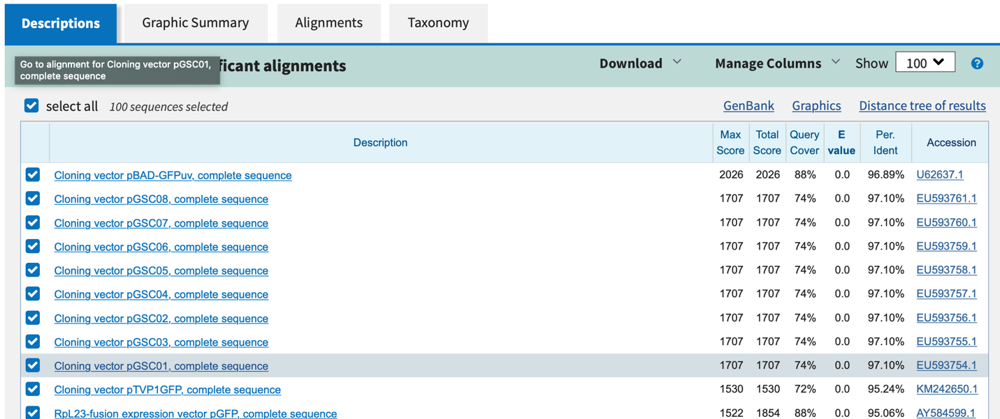 Descriptions Graphic Summary Alignments Taxonomy
Go to alignment for Cloning vector pGSC01,
complete sequence
ficant alignments Download Manage Columns Show 100 ?
select all 100 sequences selected GenBank Graphics Distance tree of results
Description Max Score Total Score Query Cover E value Per. Ident Accession
Cloning vector pBAD-GFPuv, complete sequence 2026 2026 88% 0.0 96.89% U62637.1
Cloning vector pGSC08, complete sequence 1707 1707 74% 0.0 97.10% EU593761.1
Cloning vector pGSC07, complete sequence 1707 1707 74% 0.0 97.10% EU593760.1
Cloning vector pGSC06, complete sequence 1707 1707 74% 0.0 97.10% EU593759.1
Cloning vector pGSC05, complete sequence 1707 1707 74% 0.0 97.10% EU593758.1
Cloning vector pGSC04, complete sequence 1707 1707 74% 0.0 97.10% EU593757.1
Cloning vector pGSC02, complete sequence 1707 1707 74% 0.0 97.10% EU593756.1
Cloning vector pGSC03, complete sequence 1707 1707 74% 0.0 97.10% EU593755.1
Cloning vector pGSC01, complete sequence 1707 1707 74% 0.0 97.10% EU593754.1
Cloning vector pTVP1GFP, complete sequence 1530 1530 72% 0.0 95.24% KM242650.1
RpL23-fusion expression vector pGFP, complete sequence 1522 1854 88% 0.0 95.06% AY584599.1